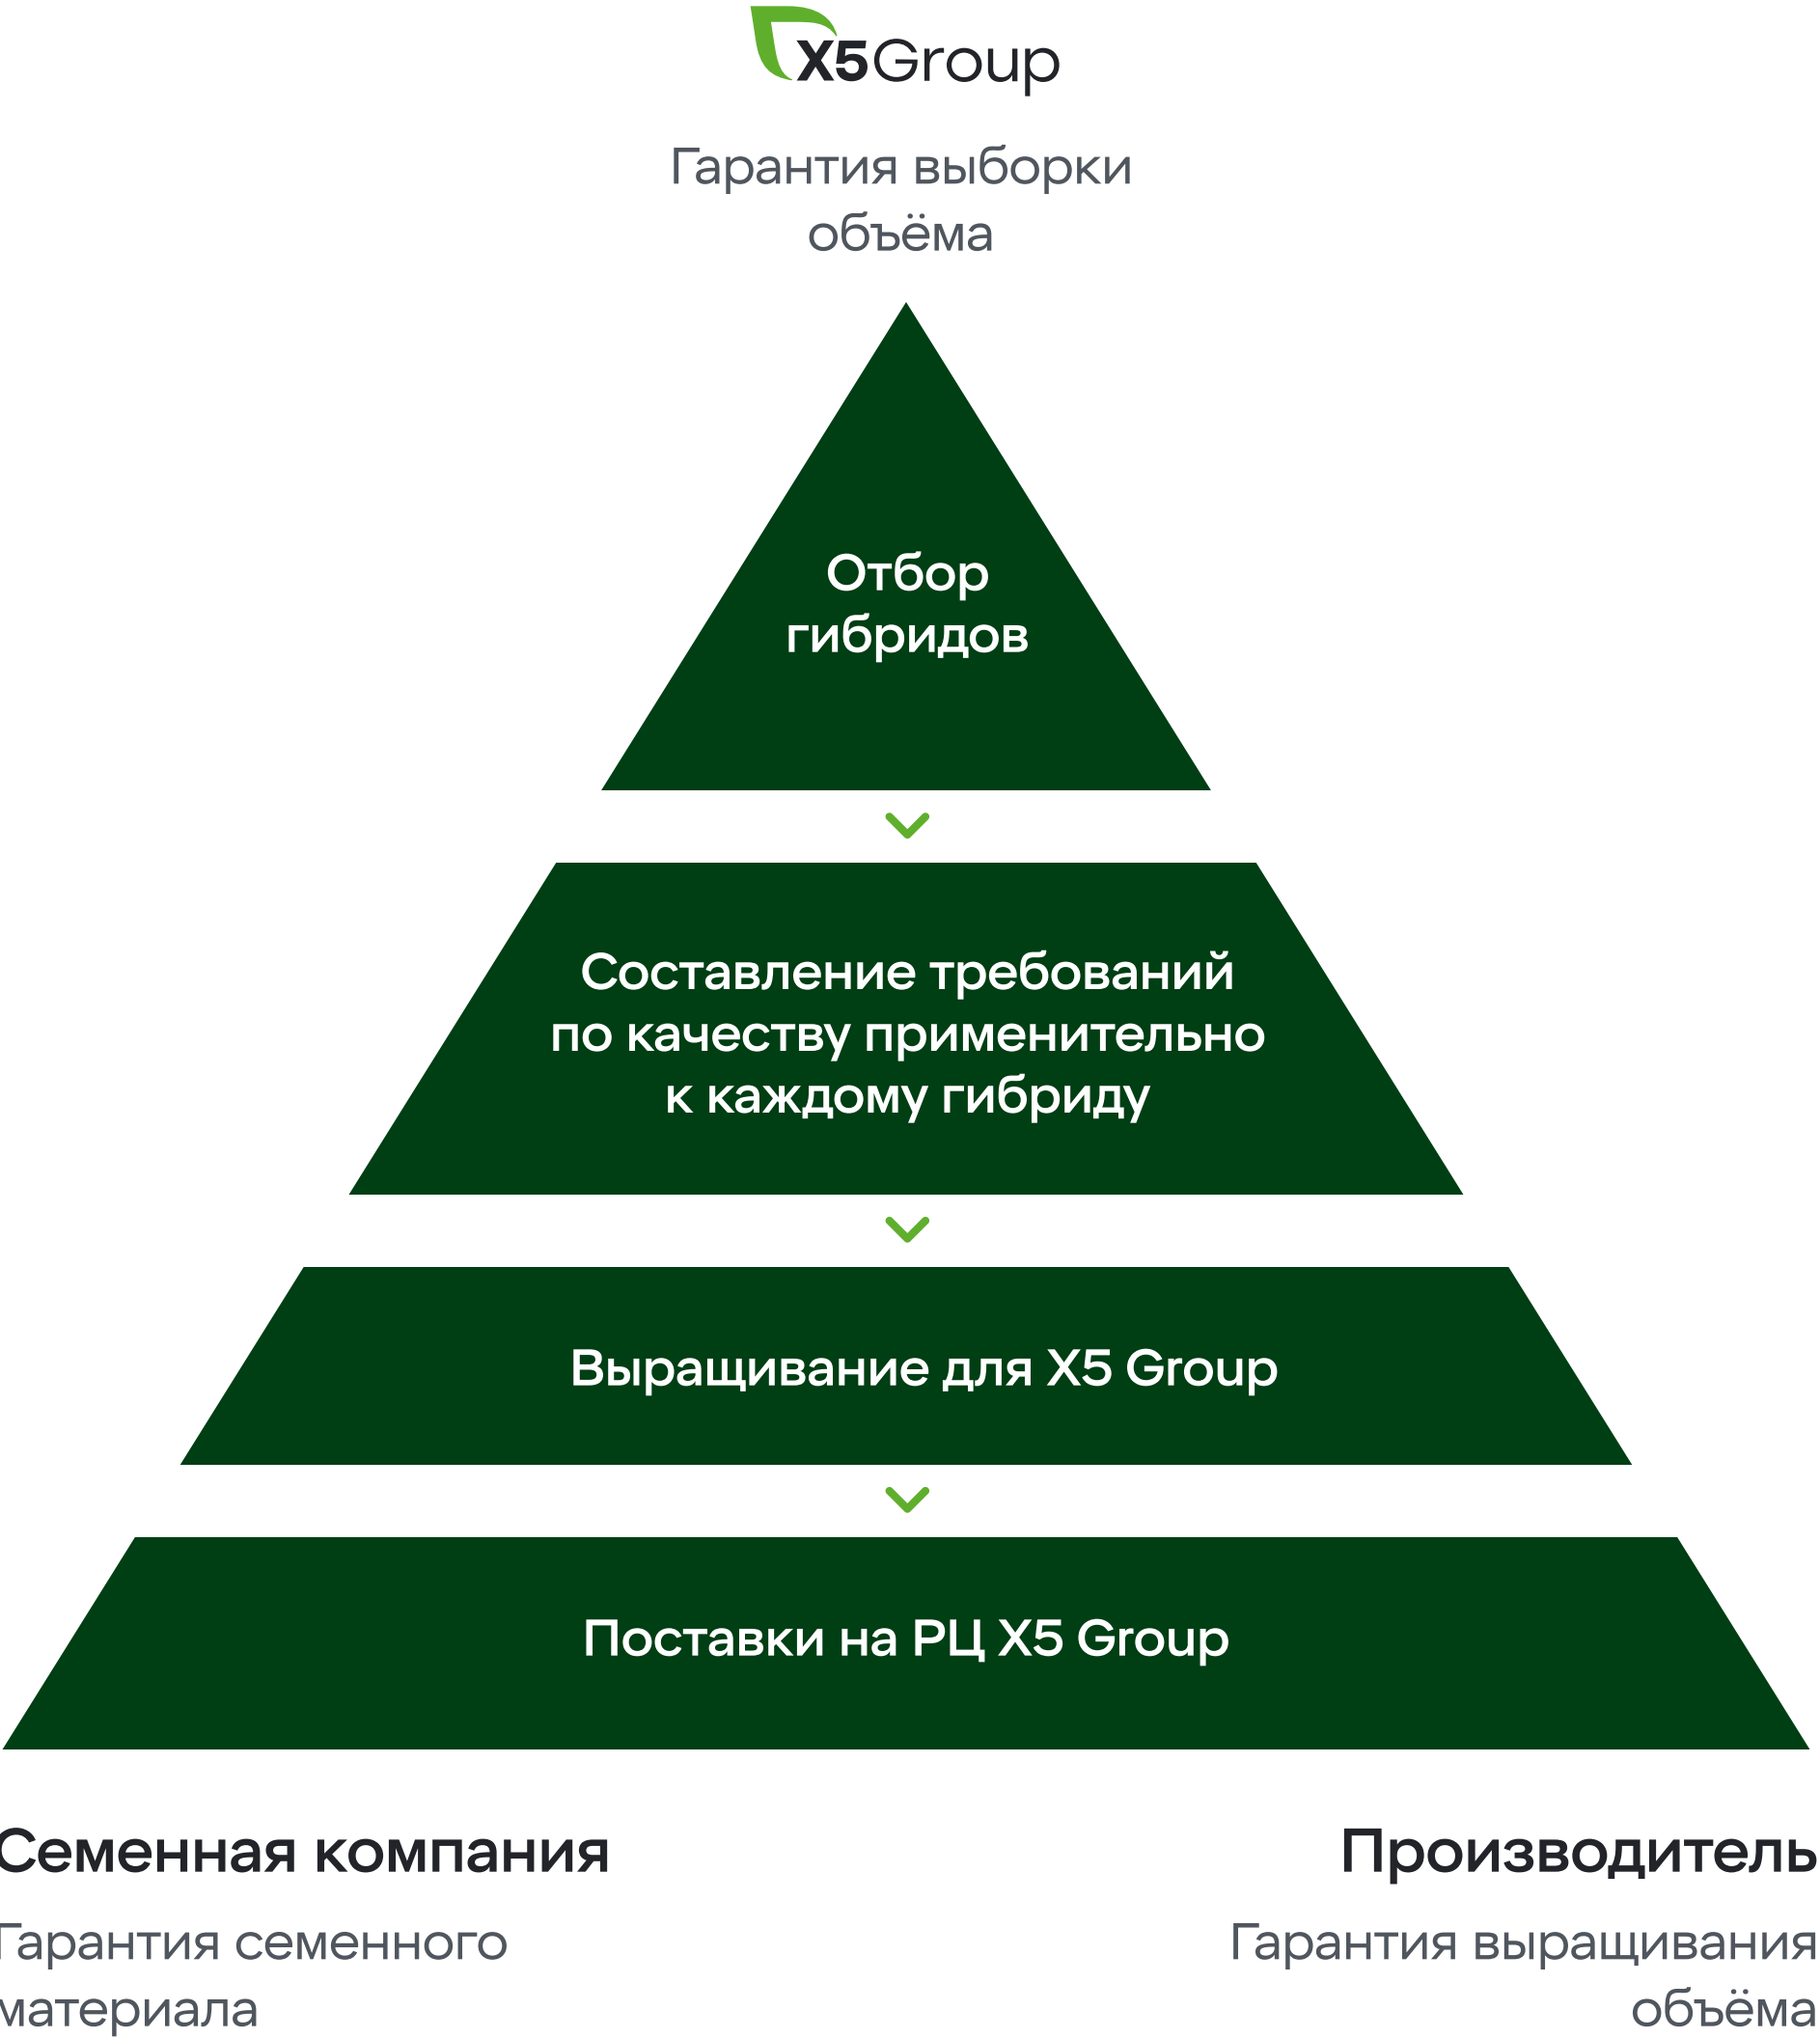 X5Group
Гарантия выборки
объёма
Отбор
гибридов
Составление требований
по качеству применительно
к каждому гибриду
Выращивание для X5 Group
Поставки на РЦ X5 Group
Семенная компания
Гарантия семенного
материала
Производитель
Гарантия выращивания
объёма